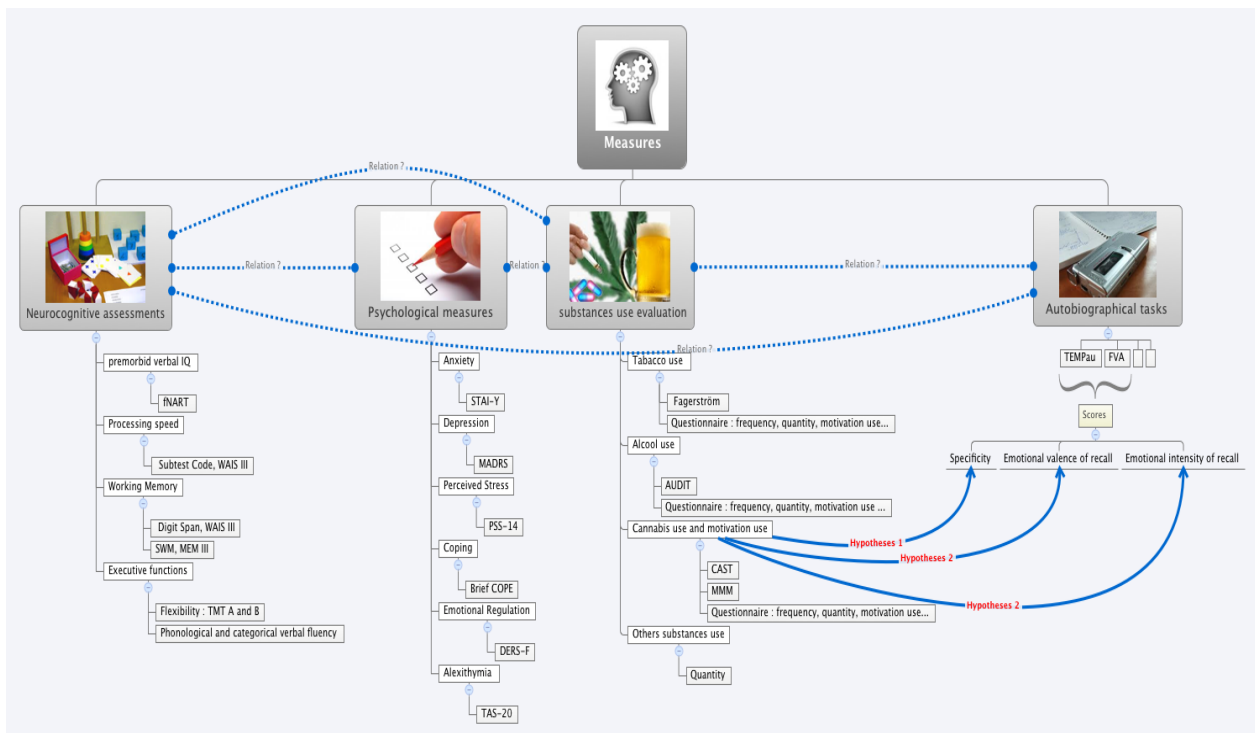 Measures
Relation ?
Neurocognitive assessments
Relation ?
Psychological measures
Relation ?
substances use evaluation
Relation ?
Autobiographical tasks
Relation ?
premorbid verbal IQ
fNART
Processing speed
Subtest Code, WAIS III
Working Memory
Digit Span, WAIS III
SWM, MEM III
Executive functions
Flexibility : TMT A and B
Phonological and categorical verbal fluency
Anxiety
STAI-Y
Depression
MADRS
Perceived Stress
PSS-14
Coping
Brief COPE
Emotional Regulation
DERS-F
Alexithymia
TAS-20
Tabacco use
Fagerström
Questionnaire : frequency, quantity, motivation use...
Alcool use
AUDIT
Questionnaire : frequency, quantity, motivation use ...
Cannabis use and motivation use
CAST
MMM
Questionnaire : frequency, quantity, motivation use...
Others substances use
Quantity
TEMPau
FVA
Scores
Specificity
Emotional valence of recall
Emotional intensity of recall
Hypotheses 1
Hypotheses 2
Hypotheses 2